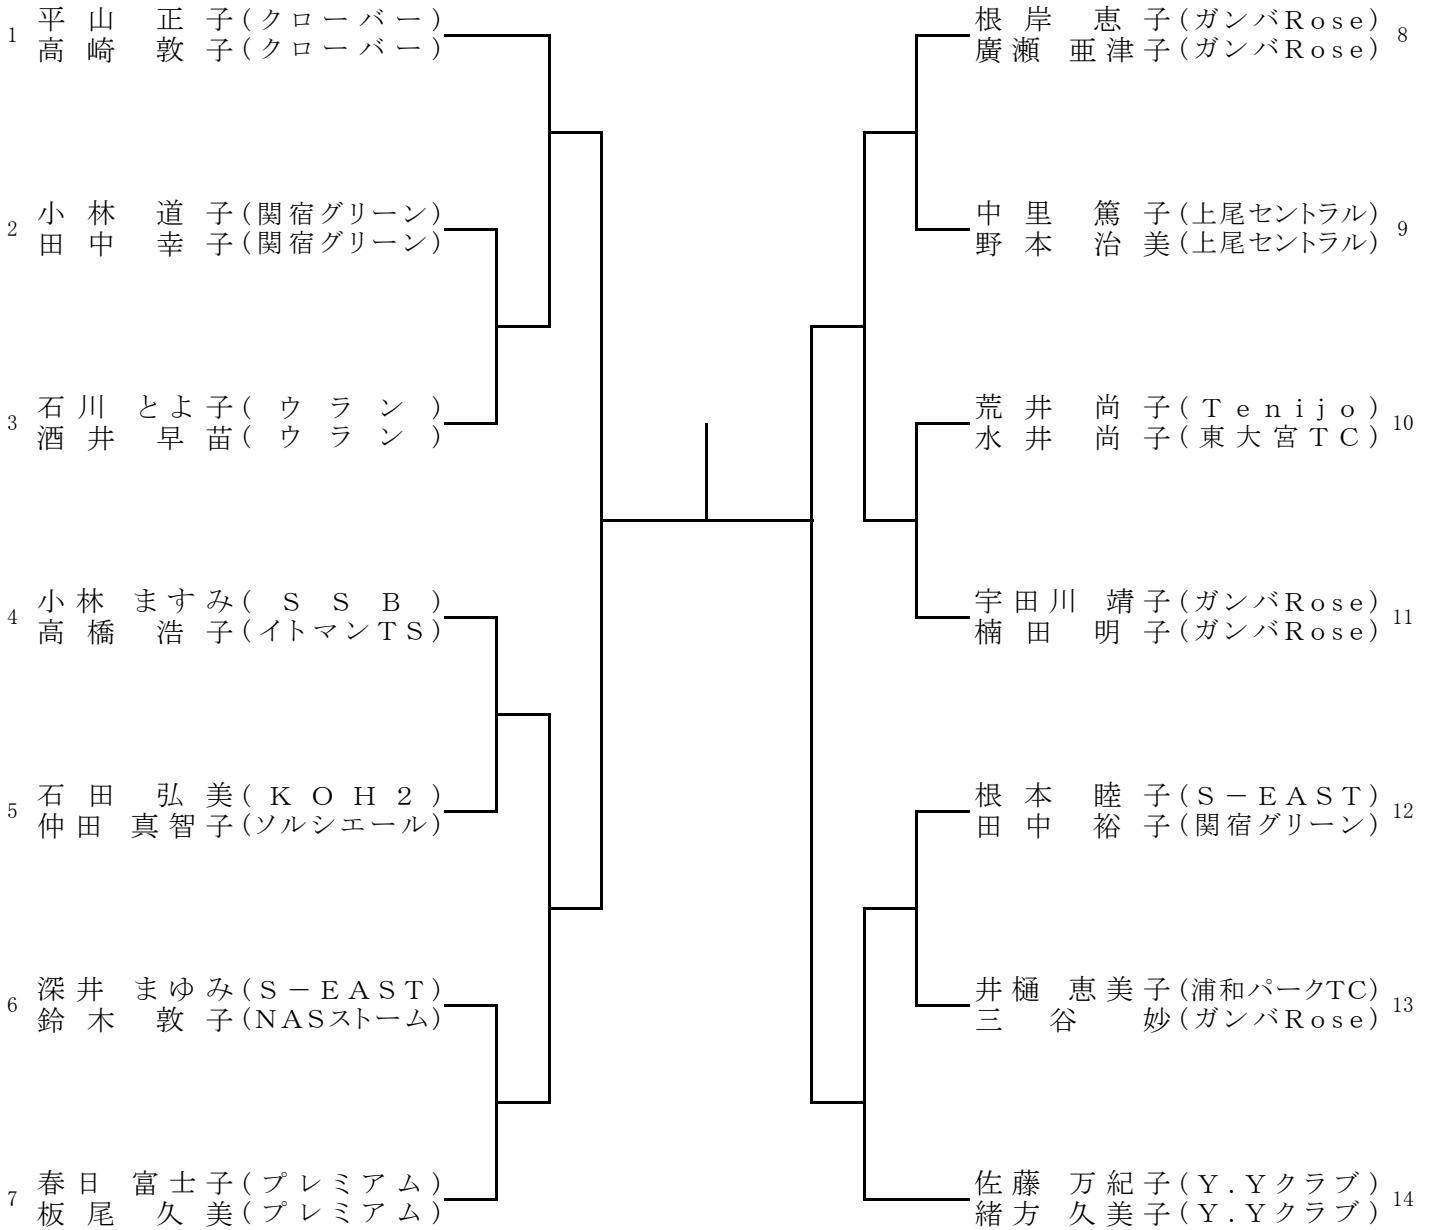 1 平山 正子(クローバー)
高崎 敦子(クローバー)
2 小林 道子(関宿グリーン)
田中 幸子(関宿グリーン)
3 石川 とよ子(ウラン)
酒井 早苗(ウラン)
4 小林 ますみ(SSB)
高橋 浩子(イトマンTS)
5 石田 弘美(KOH2)
仲田 真智子(ソルシエール)
6 深井 まゆみ(S-EAST)
鈴木 敦子(NASストーム)
7 春日 富士子(プレミアム)
板尾 久美(プレミアム)
根岸 恵子(ガンバRose) 8
廣瀬 亜津子(ガンバRose)
中里 篤子(上尾セントラル) 9
野本 治美(上尾セントラル)
荒井 尚子(Tenijo) 10
水井 尚子(東大宮TC)
宇田川 靖子(ガンバRose) 11
楠田 明子(ガンバRose)
根本 睦子(S-EAST) 12
田中 裕子(関宿グリーン)
井樋 恵美子(浦和パークTC) 13
三谷 妙(ガンバRose)
佐藤 万紀子(Y.Yクラブ) 14
緒方 久美子(Y.Yクラブ)